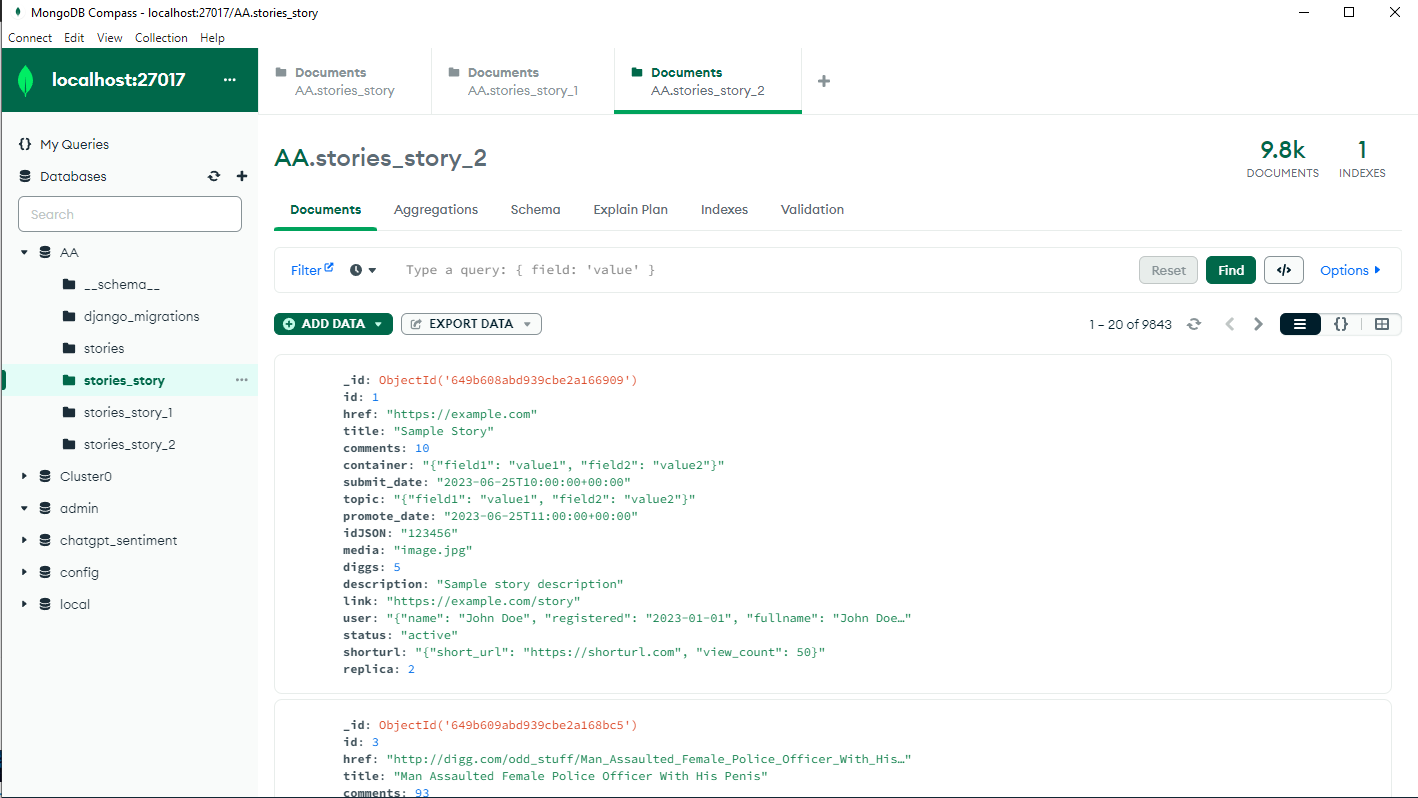 MongoDB Compass - localhost:27017/AA.stories_story
Connect Edit View Collection Help
localhost:27017 ...
Documents
AA.stories_story
Documents
AA.stories_story_1
Documents
AA.stories_story_2
My Queries
Databases
Search
AA
__schema__
django_migrations
stories
stories_story
stories_story_1
stories_story_2
Cluster0
admin
chatgpt_sentiment
config
local
AA.stories_story_2
9.8k
DOCUMENTS
1
INDEXES
Documents Aggregations Schema Explain Plan Indexes Validation
Filter Type a query: { field: 'value' } Reset Find </> Options
ADD DATA EXPORT DATA 1 – 20 of 9843 {}
_id: ObjectId('649b608abd939cbe2a166909')
id: 1
href: "https://example.com"
title: "Sample Story"
comments: 10
container: "{"field1": "value1", "field2": "value2"}"
submit_date: "2023-06-25T10:00:00+00:00"
topic: "{"field1": "value1", "field2": "value2"}"
promote_date: "2023-06-25T11:00:00+00:00"
idJSON: "123456"
media: "image.jpg"
diggs: 5
description: "Sample story description"
link: "https://example.com/story"
user: "{"name": "John Doe", "registered": "2023-01-01", "fullname": "John Doe…"
status: "active"
shorturl: "{"short_url": "https://shorturl.com", "view_count": 50}"
replica: 2
_id: ObjectId('649b609abd939cbe2a168bc5')
id: 3
href: "http://digg.com/odd_stuff/Man_Assaulted_Female_Police_Officer_With_His…"
title: "Man Assaulted Female Police Officer With His Penis"
comments: 93